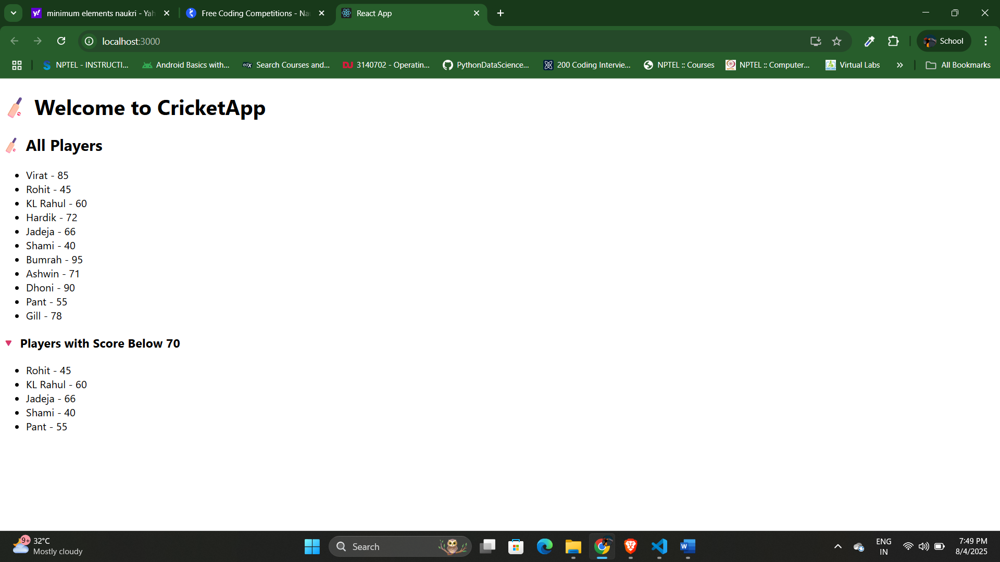 minimum elements naukri - Yah
Free Coding Competitions - Na
React App
localhost:3000
School
NPTEL - INSTRUCTI...
Android Basics with...
edX
Search Courses and...
3140702 - Operatin...
PythonDataScience...
200 Coding Intervie...
NPTEL :: Courses
NPTEL :: Computer...
Virtual Labs
All Bookmarks
Welcome to CricketApp
All Players
• Virat - 85
• Rohit - 45
• KL Rahul - 60
• Hardik - 72
• Jadeja - 66
• Shami - 40
• Bumrah - 95
• Ashwin - 71
• Dhoni - 90
• Pant - 55
• Gill - 78
Players with Score Below 70
• Rohit - 45
• KL Rahul - 60
• Jadeja - 66
• Shami - 40
• Pant - 55
9+
32°C
Mostly cloudy
Search
ENG
IN
7:49 PM
8/4/2025